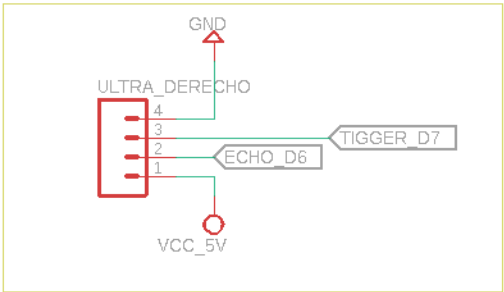 GND
ULTRA_DERECHO
4
3
TIGGER_D7
2
ECHO_D6
1
VCC_5V